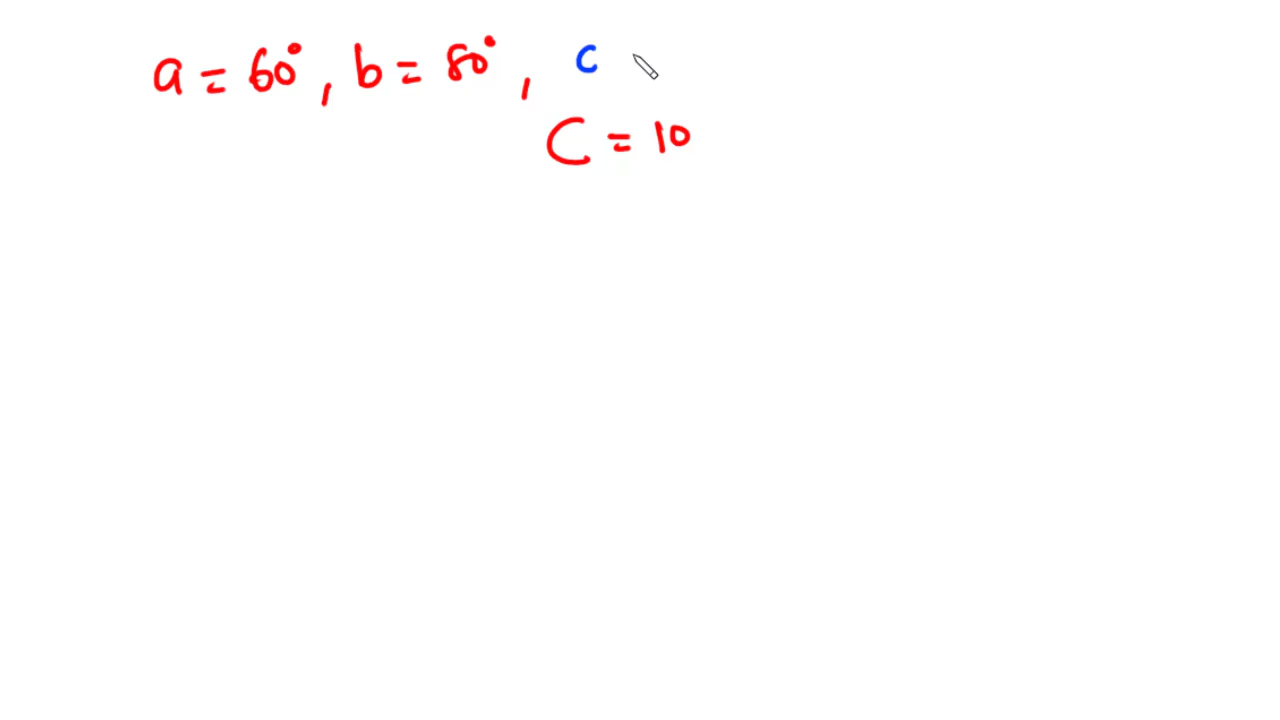 a = 60°, b = 80°, c
C = 10